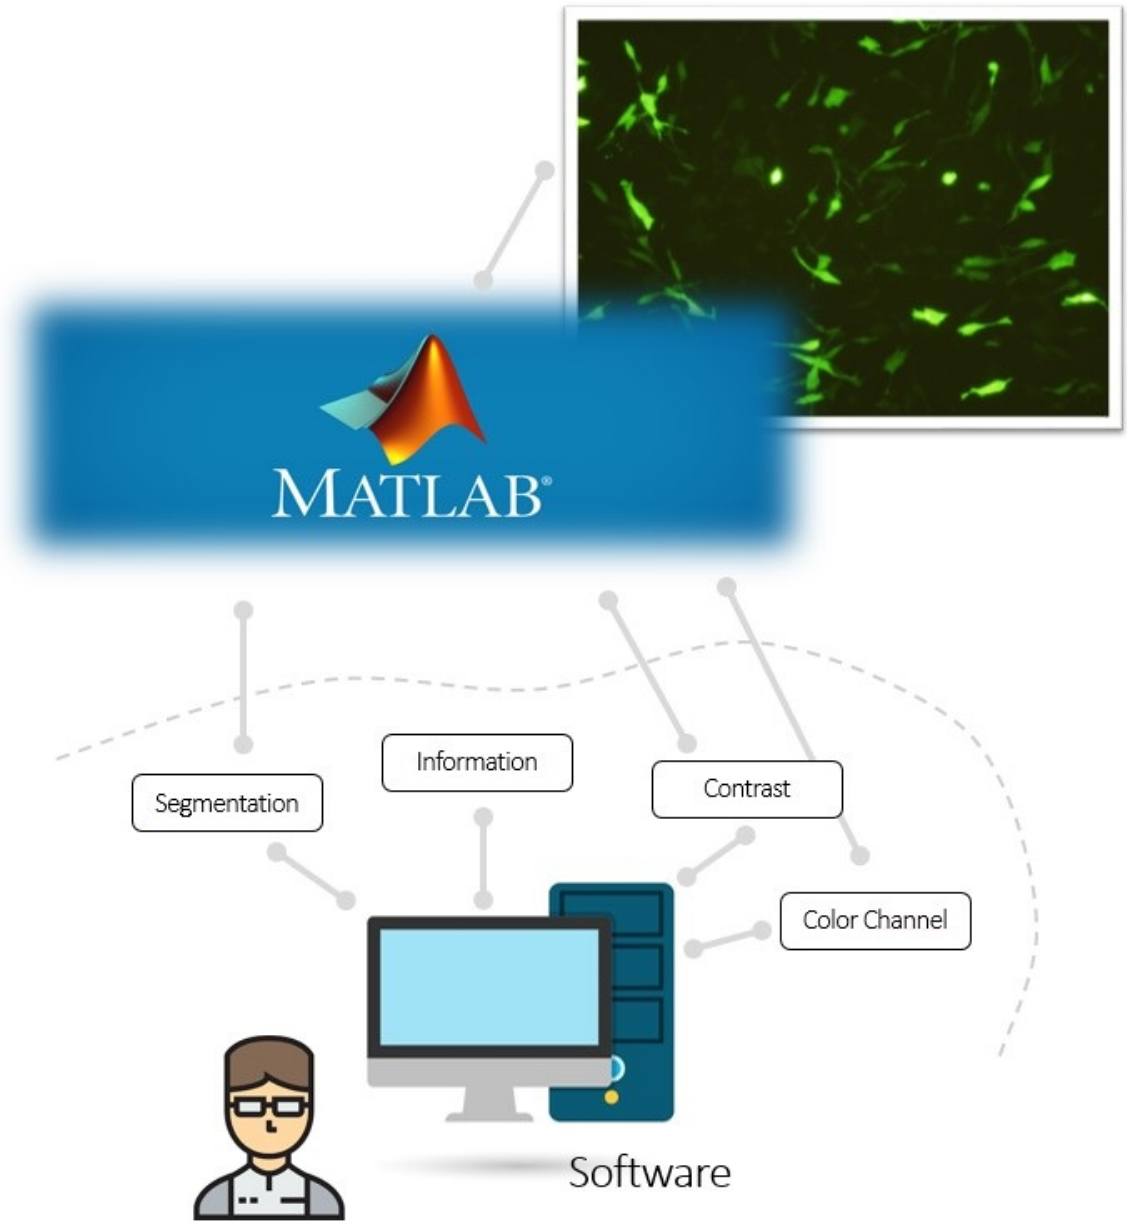 MATLAB®
Information
Segmentation
Contrast
Color Channel
Software